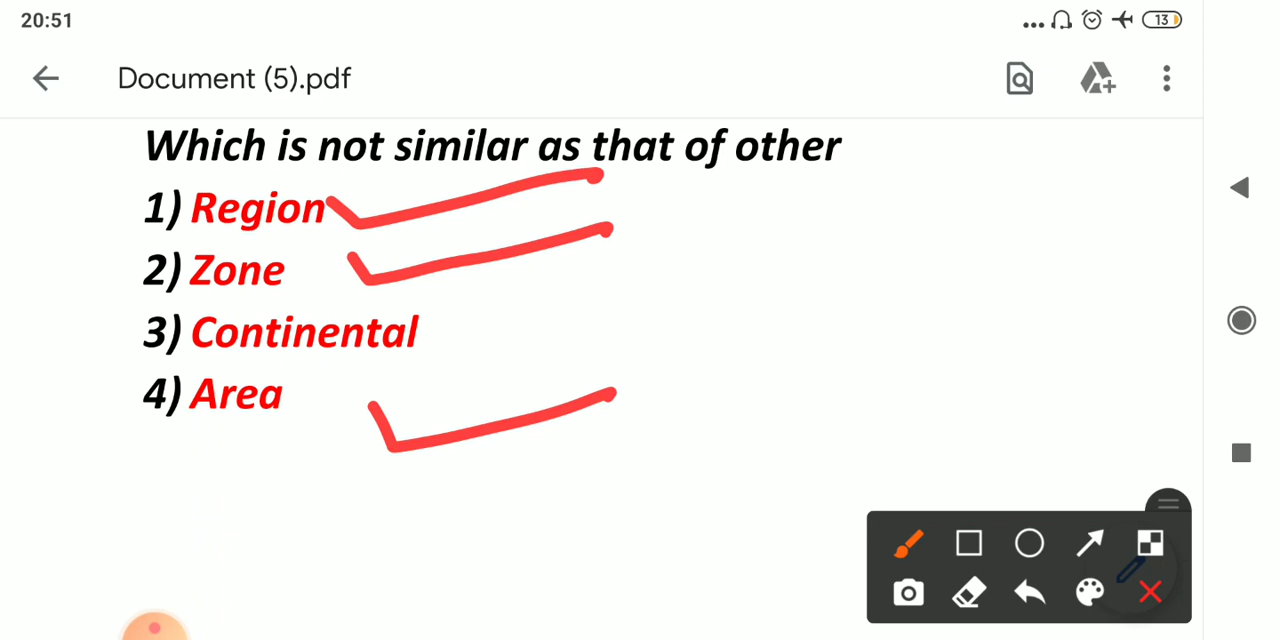 20:51
13
Document (5).pdf
Which is not similar as that of other
1) Region
2) Zone
3) Continental
4) Area